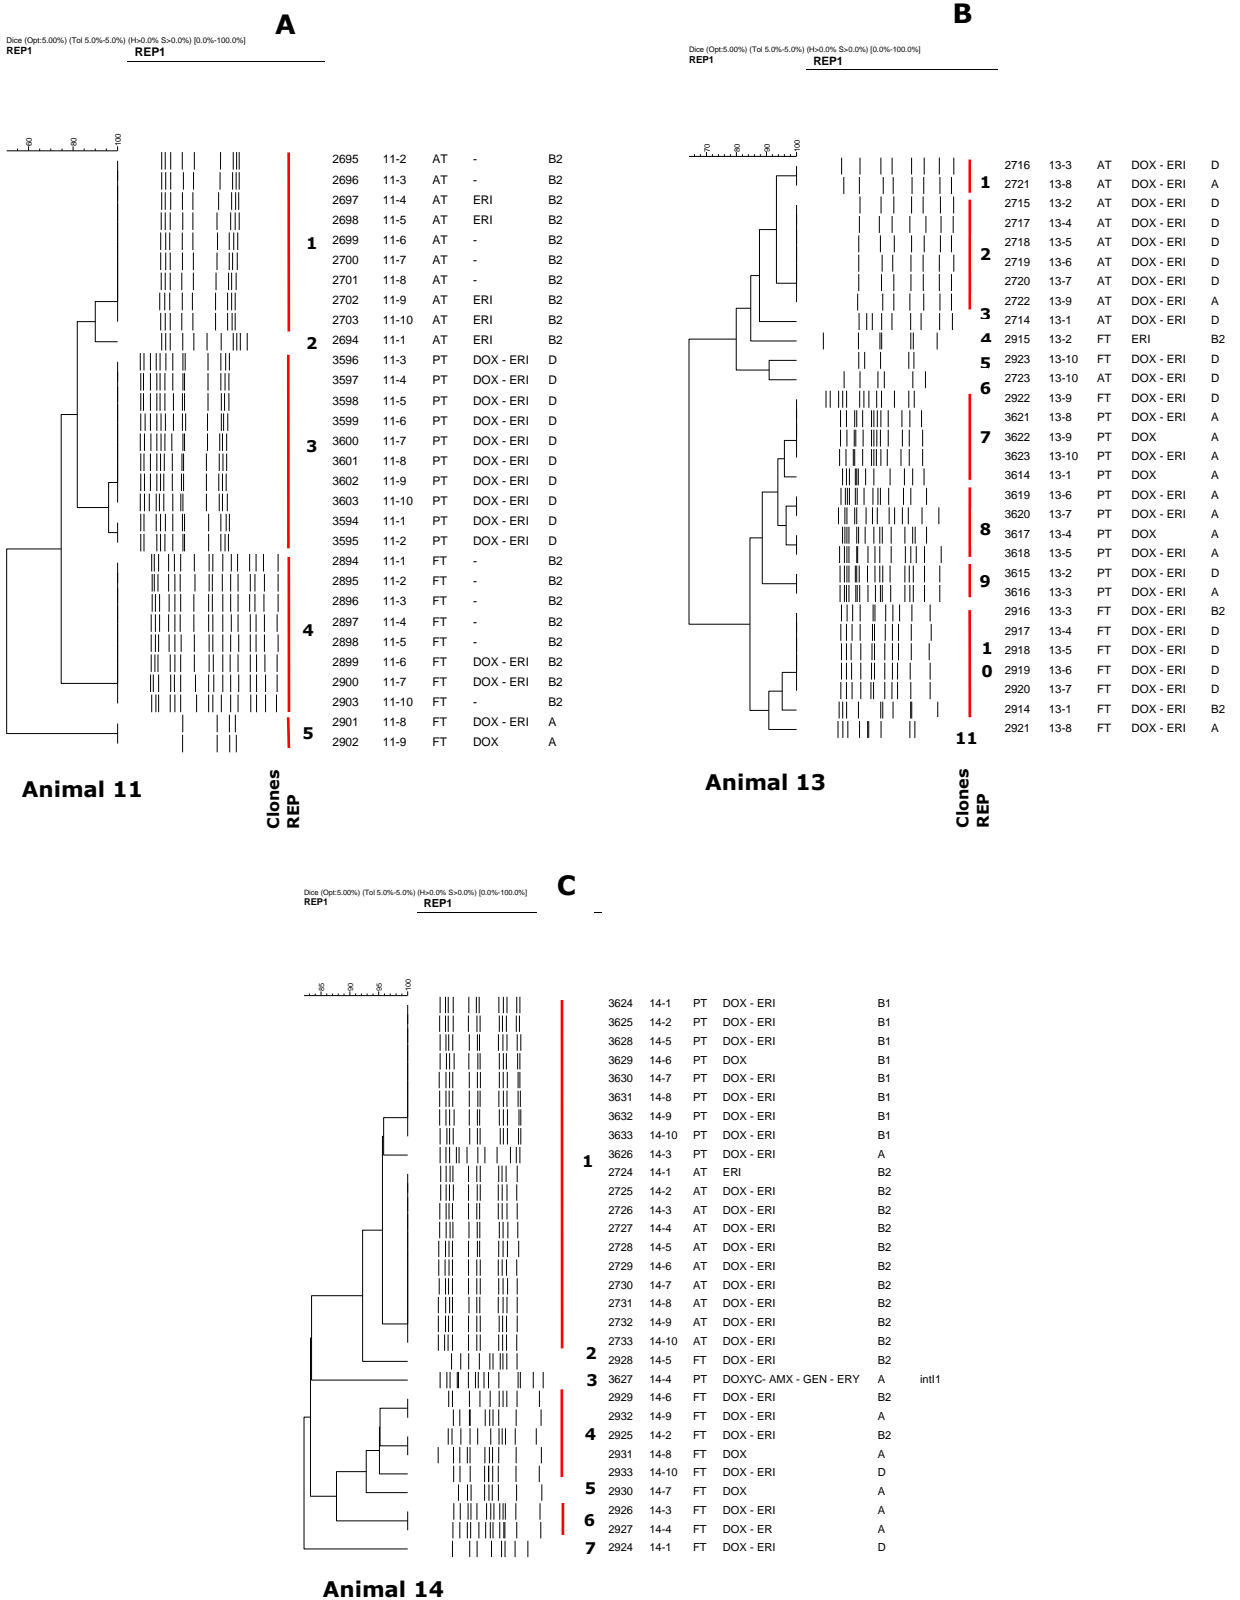 A
Dice (Opt:5.00%) (Tol 5.0%-5.0%) (H>0.0% S>0.0%) [0.0%-100.0%]
REP1 REP1
60 80 100
2695 11-2 AT - B2
2696 11-3 AT - B2
2697 11-4 AT ERI B2
2698 11-5 AT ERI B2
1 2699 11-6 AT - B2
2700 11-7 AT - B2
2701 11-8 AT - B2
2702 11-9 AT ERI B2
2703 11-10 AT ERI B2
2 2694 11-1 AT ERI B2
3596 11-3 PT DOX - ERI D
3597 11-4 PT DOX - ERI D
3598 11-5 PT DOX - ERI D
3599 11-6 PT DOX - ERI D
3 3600 11-7 PT DOX - ERI D
3601 11-8 PT DOX - ERI D
3602 11-9 PT DOX - ERI D
3603 11-10 PT DOX - ERI D
3594 11-1 PT DOX - ERI D
3595 11-2 PT DOX - ERI D
2894 11-1 FT - B2
2895 11-2 FT - B2
2896 11-3 FT - B2
4 2897 11-4 FT - B2
2898 11-5 FT - B2
2899 11-6 FT DOX - ERI B2
2900 11-7 FT DOX - ERI B2
2903 11-10 FT - B2
5 2901 11-8 FT DOX - ERI A
2902 11-9 FT DOX A
Animal 11
Clones
REP
B
Dice (Opt:5.00%) (Tol 5.0%-5.0%) (H>0.0% S>0.0%) [0.0%-100.0%]
REP1 REP1
70 80 90 100
2716 13-3 AT DOX - ERI D
1 2721 13-8 AT DOX - ERI A
2715 13-2 AT DOX - ERI D
2717 13-4 AT DOX - ERI D
2 2718 13-5 AT DOX - ERI D
2719 13-6 AT DOX - ERI D
2720 13-7 AT DOX - ERI D
2722 13-9 AT DOX - ERI A
3 2714 13-1 AT DOX - ERI D
4 2915 13-2 FT ERI B2
5 2923 13-10 FT DOX - ERI D
6 2723 13-10 AT DOX - ERI D
2922 13-9 FT DOX - ERI D
3621 13-8 PT DOX - ERI A
7 3622 13-9 PT DOX A
3623 13-10 PT DOX - ERI A
3614 13-1 PT DOX A
3619 13-6 PT DOX - ERI A
3620 13-7 PT DOX - ERI A
8 3617 13-4 PT DOX A
3618 13-5 PT DOX - ERI A
9 3615 13-2 PT DOX - ERI D
3616 13-3 PT DOX - ERI A
2916 13-3 FT DOX - ERI B2
2917 13-4 FT DOX - ERI D
1 2918 13-5 FT DOX - ERI D
0 2919 13-6 FT DOX - ERI D
2920 13-7 FT DOX - ERI D
2914 13-1 FT DOX - ERI B2
11 2921 13-8 FT DOX - ERI A
Animal 13
Clones
REP
C
Dice (Opt:5.00%) (Tol 5.0%-5.0%) (H>0.0% S>0.0%) [0.0%-100.0%]
REP1 REP1
85 90 95 100
3624 14-1 PT DOX - ERI B1
3625 14-2 PT DOX - ERI B1
3628 14-5 PT DOX - ERI B1
3629 14-6 PT DOX B1
3630 14-7 PT DOX - ERI B1
3631 14-8 PT DOX - ERI B1
3632 14-9 PT DOX - ERI B1
3633 14-10 PT DOX - ERI B1
1 3626 14-3 PT DOX - ERI A
2724 14-1 AT ERI B2
2725 14-2 AT DOX - ERI B2
2726 14-3 AT DOX - ERI B2
2727 14-4 AT DOX - ERI B2
2728 14-5 AT DOX - ERI B2
2729 14-6 AT DOX - ERI B2
2730 14-7 AT DOX - ERI B2
2731 14-8 AT DOX - ERI B2
2732 14-9 AT DOX - ERI B2
2733 14-10 AT DOX - ERI B2
2 2928 14-5 FT DOX - ERI B2
3 3627 14-4 PT DOXYC- AMX - GEN - ERY A intI1
2929 14-6 FT DOX - ERI B2
2932 14-9 FT DOX - ERI A
4 2925 14-2 FT DOX - ERI B2
2931 14-8 FT DOX A
2933 14-10 FT DOX - ERI D
5 2930 14-7 FT DOX A
2926 14-3 FT DOX - ERI A
6 2927 14-4 FT DOX - ER A
7 2924 14-1 FT DOX - ERI D
Animal 14